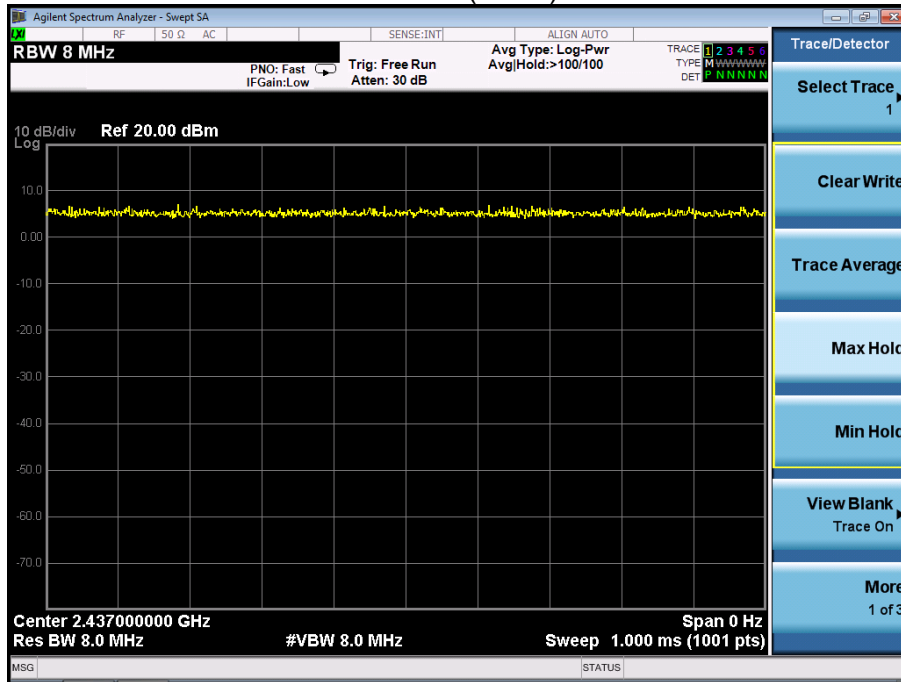 Agilent Spectrum Analyzer - Swept SA
LXI RF 50 Ω AC SENSE:INT ALIGN AUTO
RBW 8 MHz
PNO: Fast
IFGain:Low
Trig: Free Run
Atten: 30 dB
Avg Type: Log-Pwr
Avg|Hold:>100/100
TRACE 1 2 3 4 5 6
TYPE M WWWWW
DET P N N N N N
10 dB/div Ref 20.00 dBm
Log
10.0
0.00
-10.0
-20.0
-30.0
-40.0
-50.0
-60.0
-70.0
Center 2.437000000 GHz Span 0 Hz
Res BW 8.0 MHz #VBW 8.0 MHz Sweep 1.000 ms (1001 pts)
MSG STATUS
Trace/Detector
Select Trace
1
Clear Write
Trace Average
Max Hold
Min Hold
View Blank
Trace On
More
1 of 3